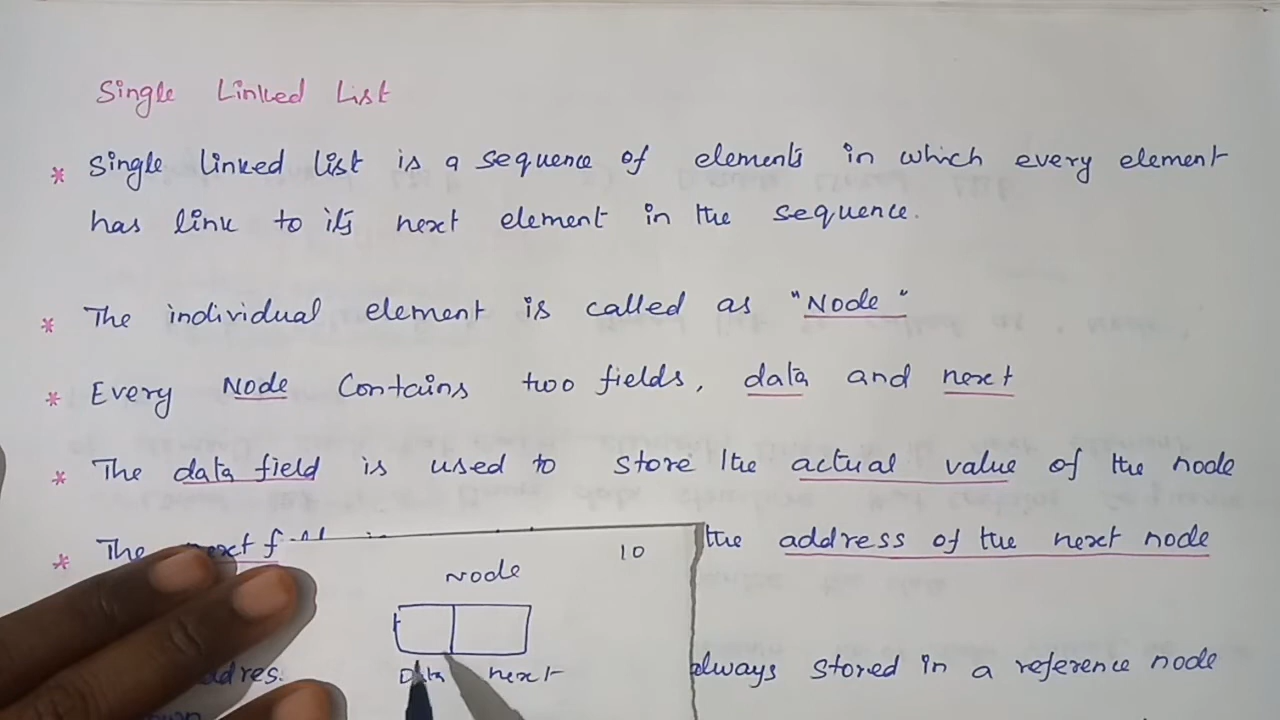 Single Linked List
* Single linked list is a sequence of elements in which every element
has link to its next element in the sequence.
* The individual element is called as "Node"
* Every Node contains two fields, data and next
* The data field is used to store the actual value of the node
* The next the address of the next node
10
Node
Data next
always stored in a reference node